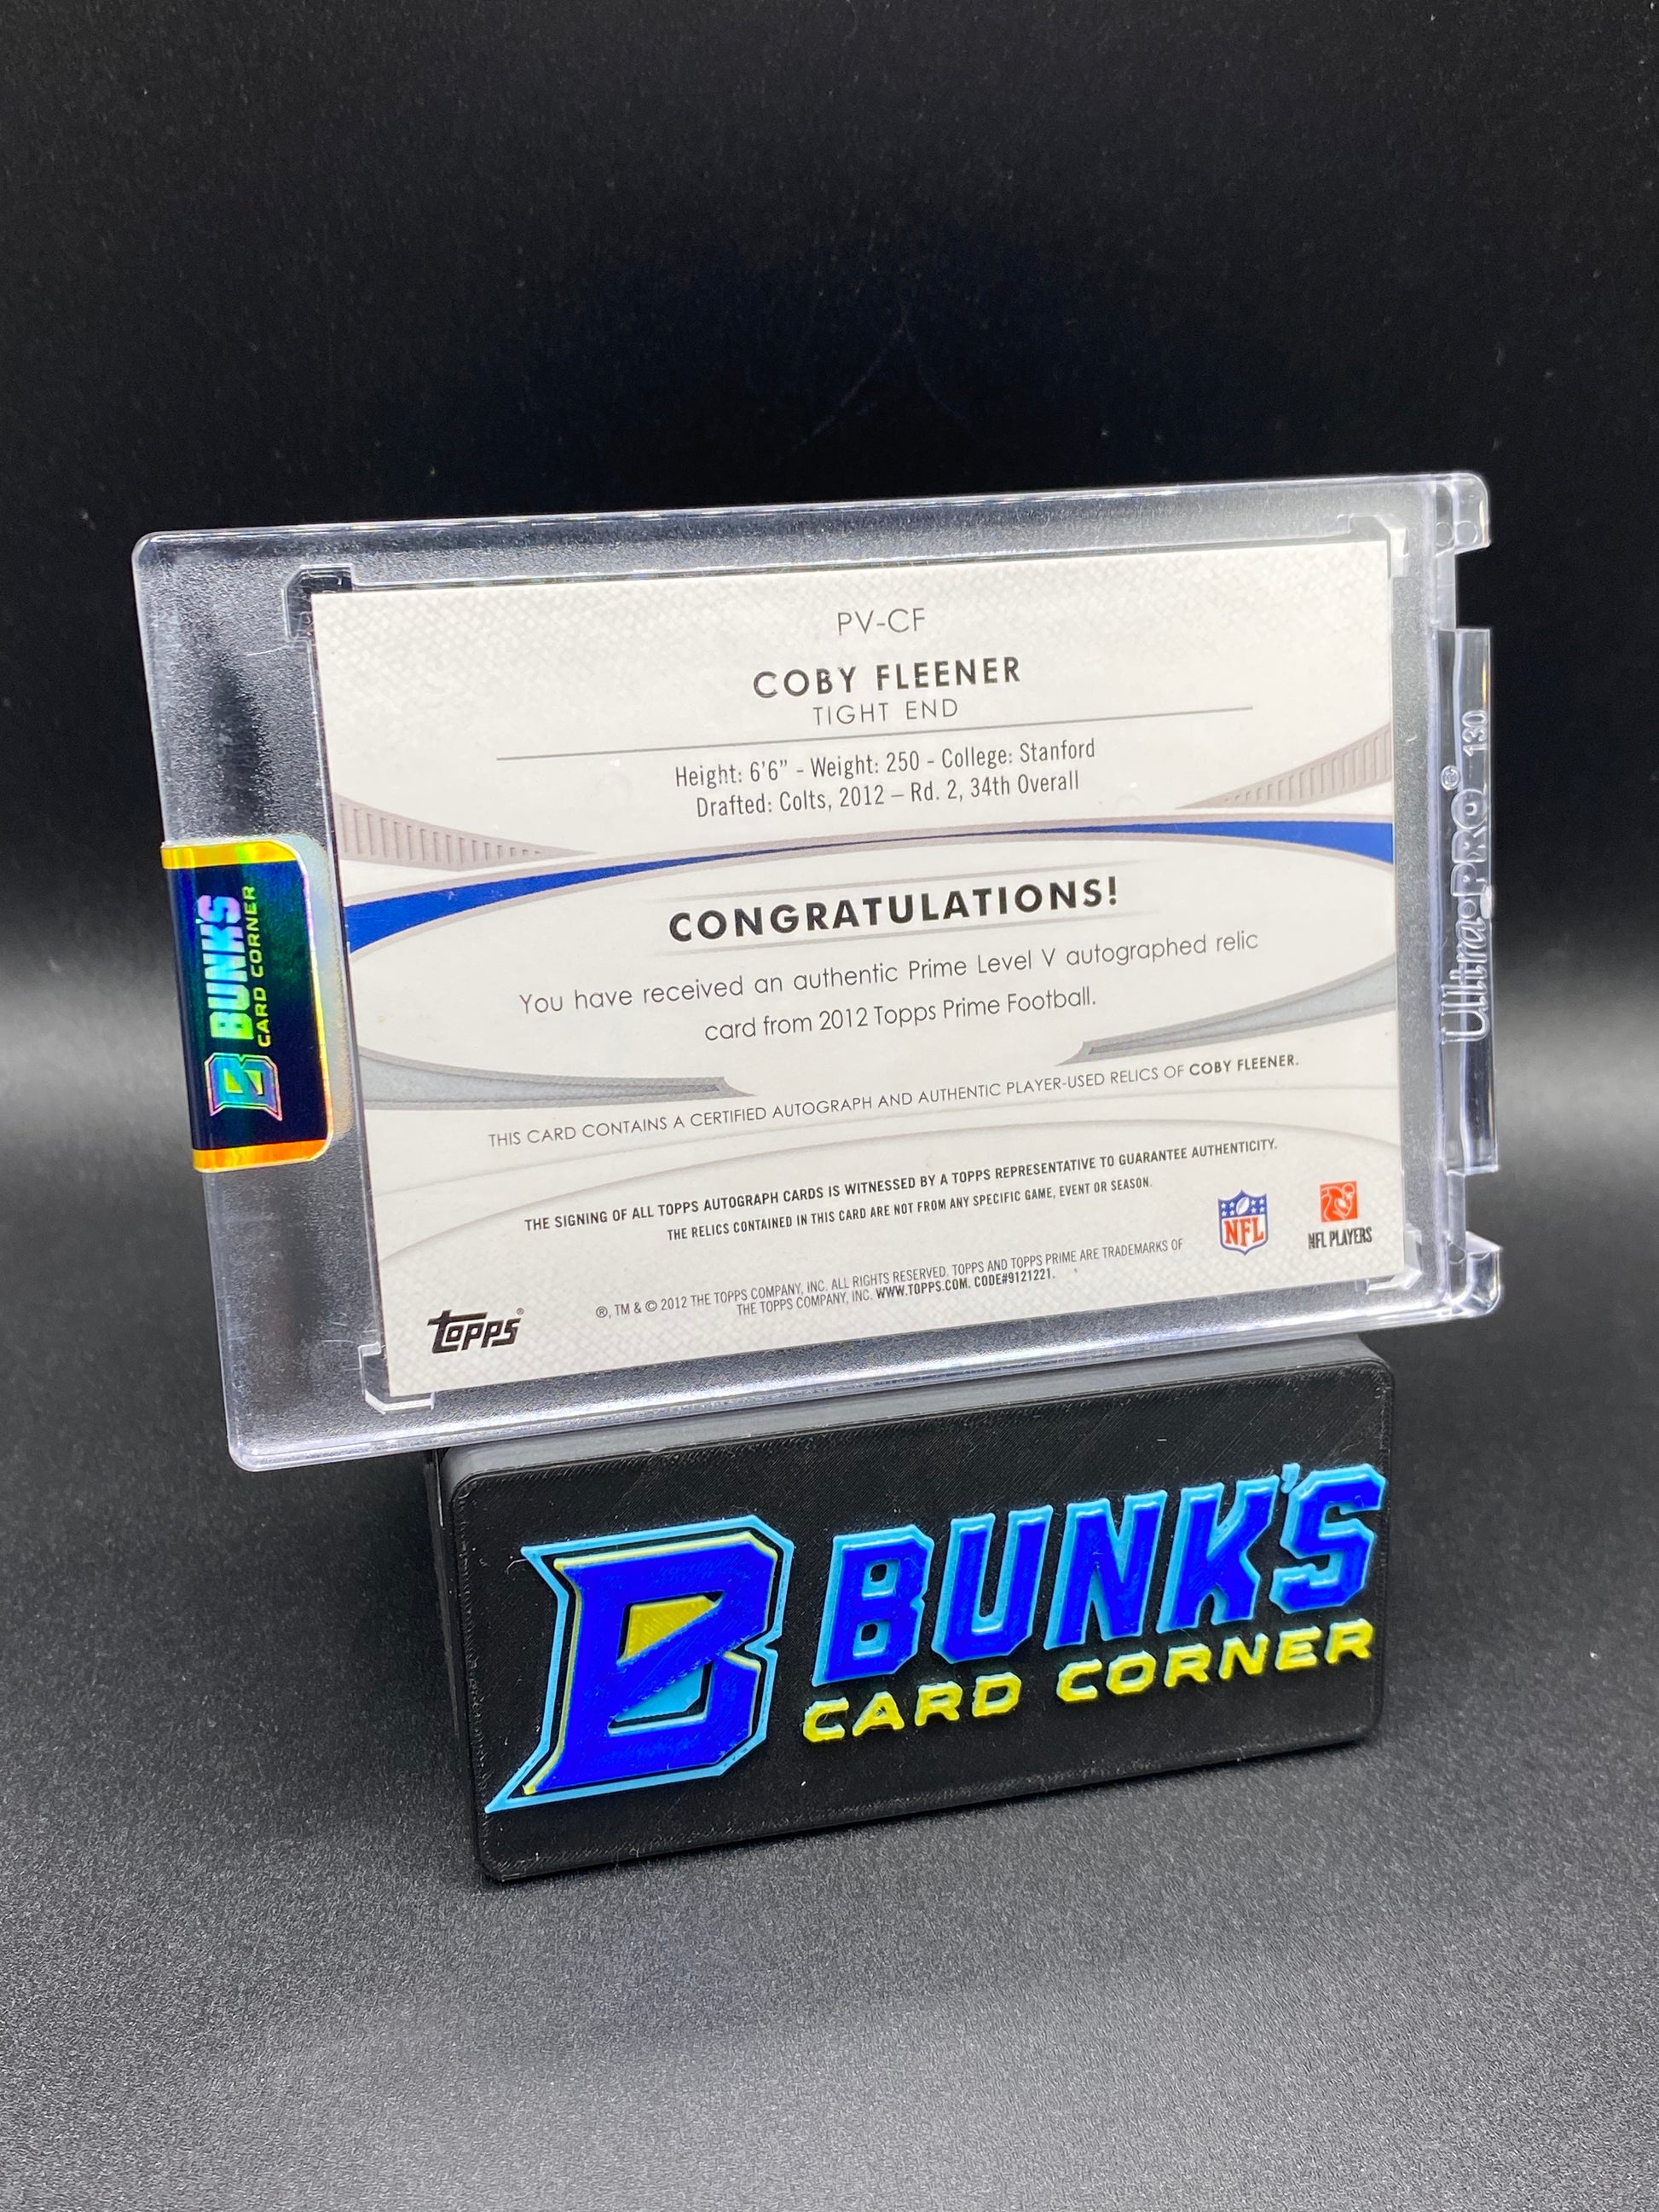 PV-CF
COBY FLEENER
TIGHT END
Height: 6'6" - Weight: 250 - College: Stanford
Drafted: Colts, 2012 – Rd. 2, 34th Overall
CONGRATULATIONS!
You have received an authentic Prime Level V autographed relic
card from 2012 Topps Prime Football.
THIS CARD CONTAINS A CERTIFIED AUTOGRAPH AND AUTHENTIC PLAYER-USED RELICS OF COBY FLEENER.
THE SIGNING OF ALL TOPPS AUTOGRAPH CARDS IS WITNESSED BY A TOPPS REPRESENTATIVE TO GUARANTEE AUTHENTICITY.
THE RELICS CONTAINED IN THIS CARD ARE NOT FROM ANY SPECIFIC GAME, EVENT OR SEASON.
NFL
NFL PLAYERS
®, TM & © 2012 THE TOPPS COMPANY, INC. ALL RIGHTS RESERVED. TOPPS AND TOPPS PRIME ARE TRADEMARKS OF
THE TOPPS COMPANY, INC. WWW.TOPPS.COM. CODE#9121221.
topps®
B BUNK'S
CARD CORNER
Ultra PRO® 130
B BUNK'S
CARD CORNER